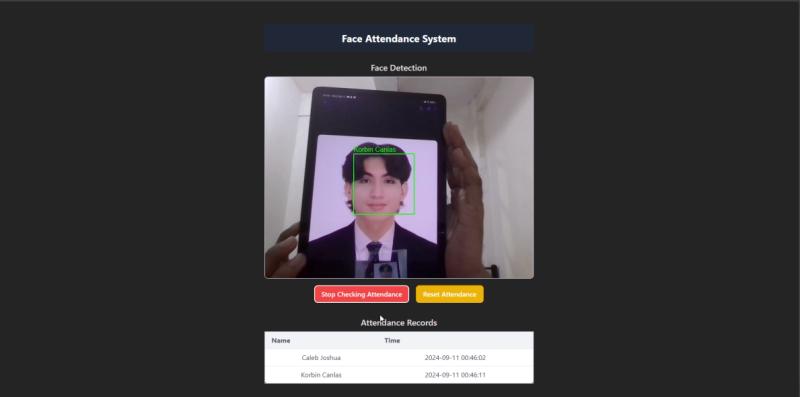 Face Attendance System
Face Detection
Korbin Canlas
Stop Checking Attendance
Reset Attendance
Attendance Records
Name Time
Caleb Joshua 2024-09-11 00:46:02
Korbin Canlas 2024-09-11 00:46:11